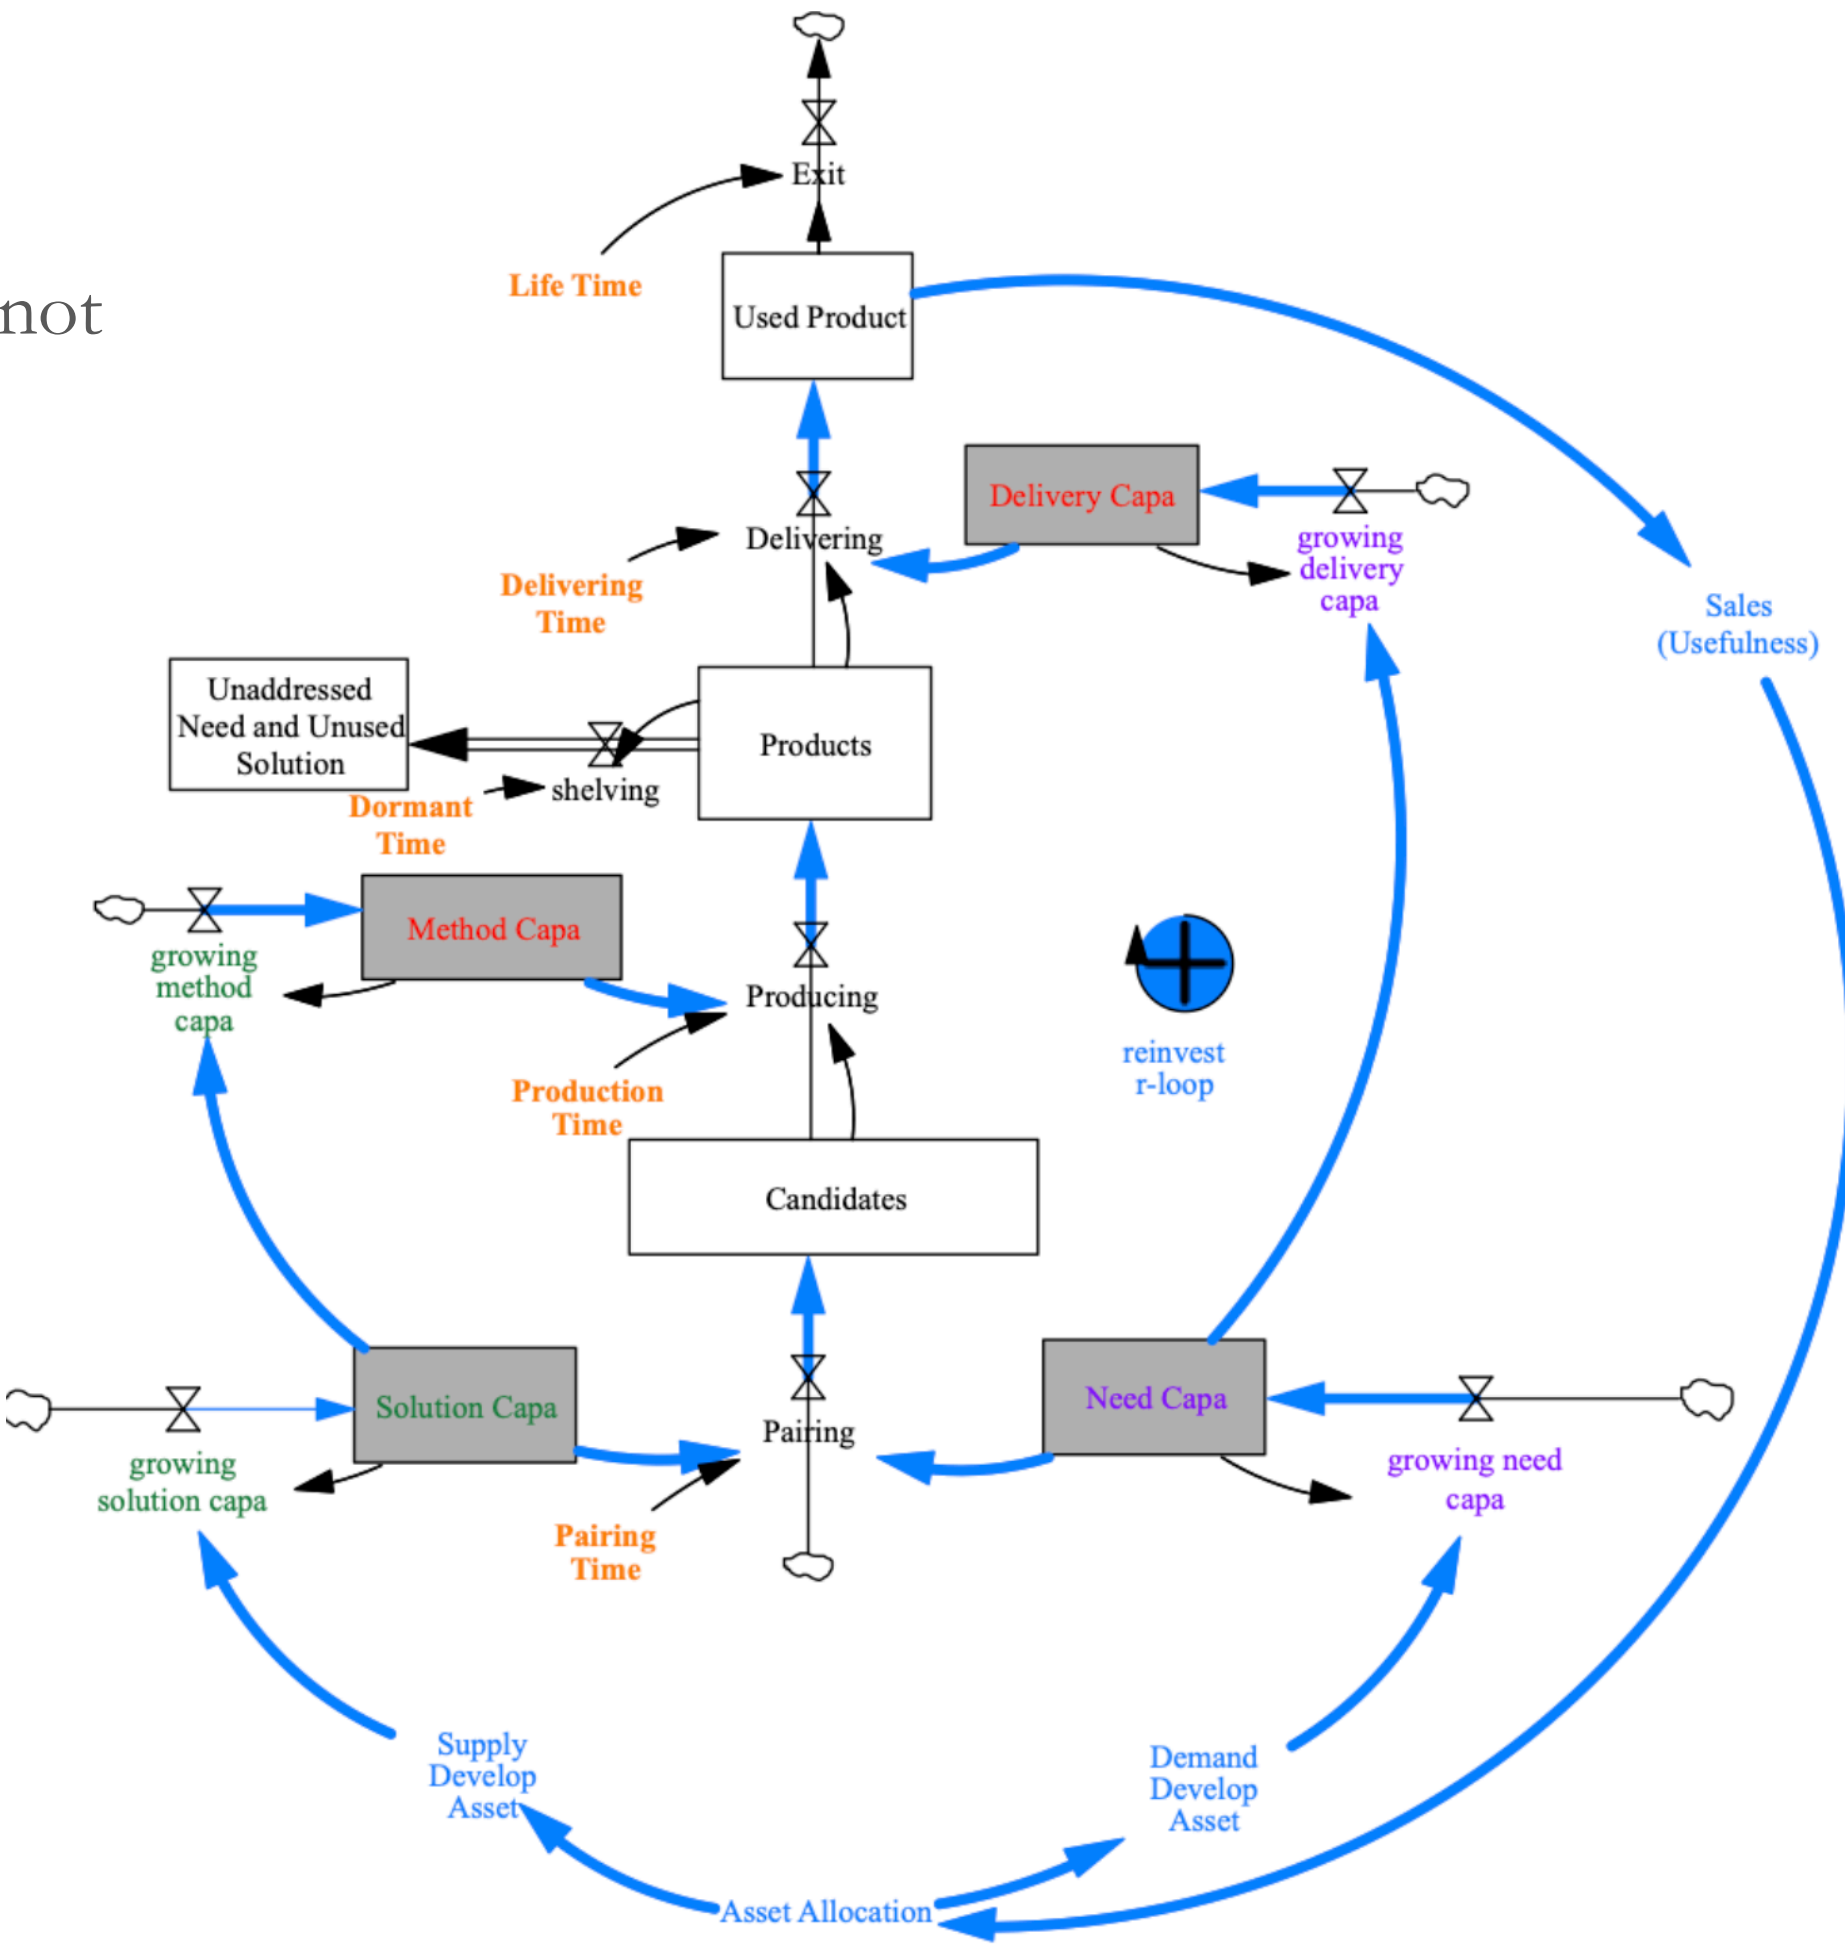 Exit
Life Time
not
Used Product
Delivery Capa
Delivering
growing
delivery
capa
Delivering
Time
Sales
(Usefulness)
Unaddressed
Need and Unused
Solution
Products
shelving
Dormant
Time
Method Capa
growing
method
capa
Producing
reinvest
r-loop
Production
Time
Candidates
Solution Capa
Need Capa
Pairing
growing
solution capa
growing need
capa
Pairing
Time
Supply
Develop
Asset
Demand
Develop
Asset
Asset Allocation